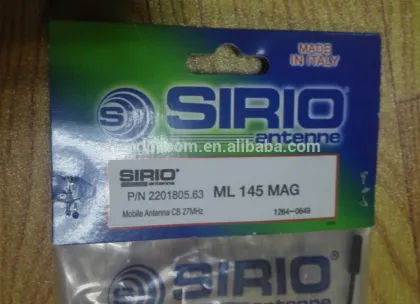 MADE
IN ITALY
SIRIO
antenne
SIRIO
antenne
P/N 2201805.63 ML 145 MAG
Mobile Antenna CB 27MHz 1264-0649
SIRIO